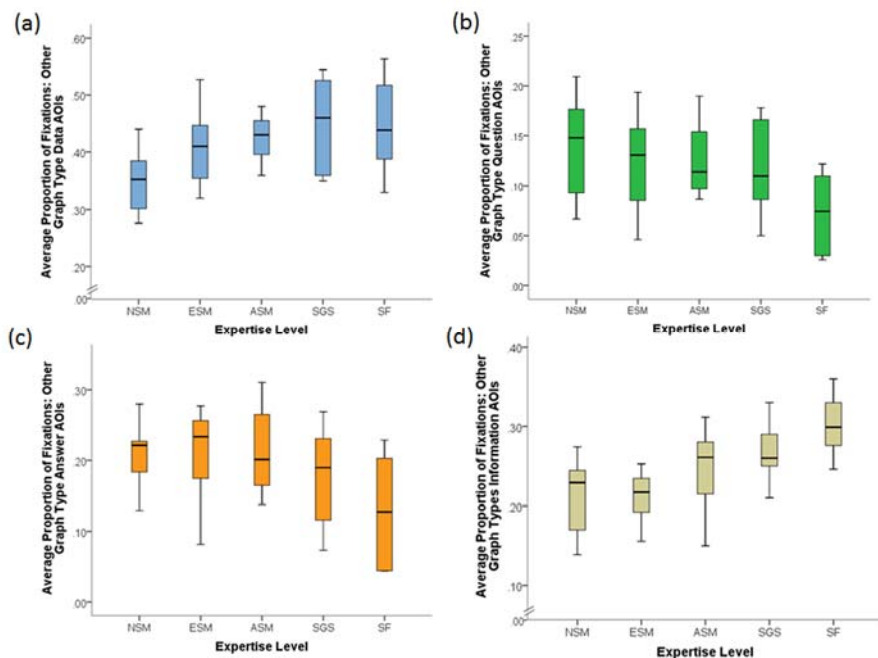 (a)
Average Proportion of Fixations: Other
Graph Type Data AOIs
.60
.50
.40
.30
.20
.00
NSM ESM ASM SGS SF
Expertise Level
(b)
Average Proportion of Fixations: Other
Graph Type Question AOIs
.25
.20
.15
.10
.05
.00
NSM ESM ASM SGS SF
Expertise Level
(c)
Average Proportion of Fixations: Other
Graph Type Answer AOIs
.30
.20
.10
.00
NSM ESM ASM SGS SF
Expertise Level
(d)
Average Proportion of Fixations: Other
Graph Types Information AOIs
.40
.30
.20
.10
.00
NSM ESM ASM SGS SF
Expertise Level